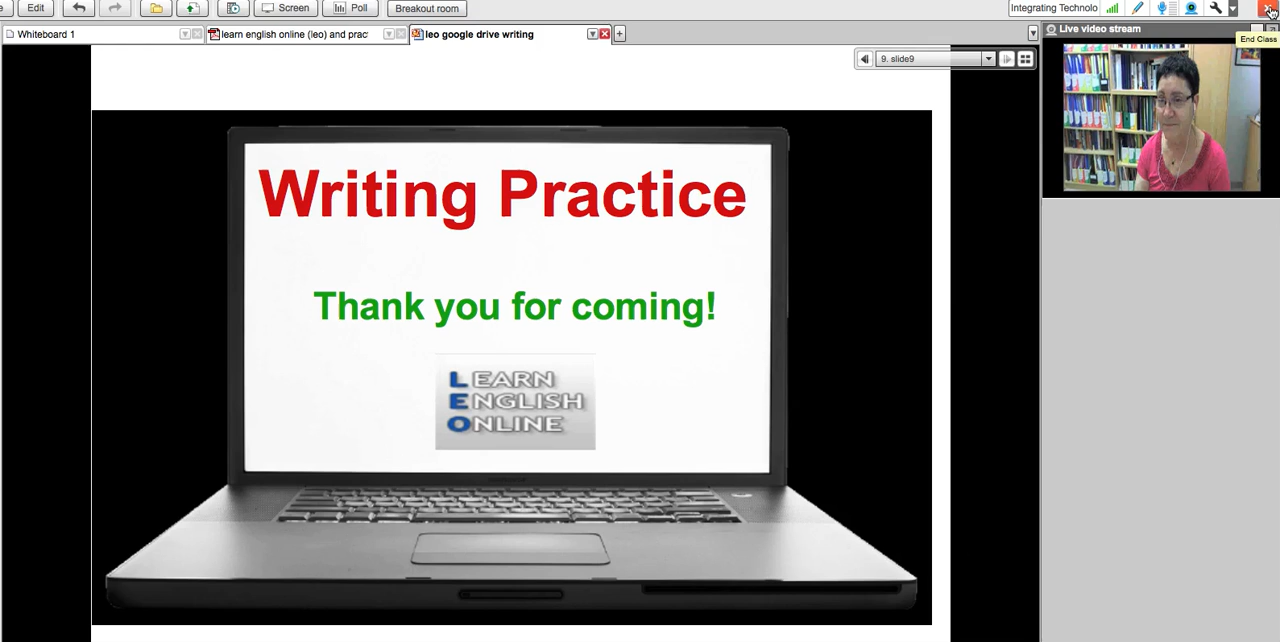 Edit
Screen
Poll
Breakout room
Integrating Technolo
Whiteboard 1
learn english online (leo) and prac
leo google drive writing
Live video stream
End Class
9. slide9
Writing Practice
Thank you for coming!
LEARN
ENGLISH
ONLINE